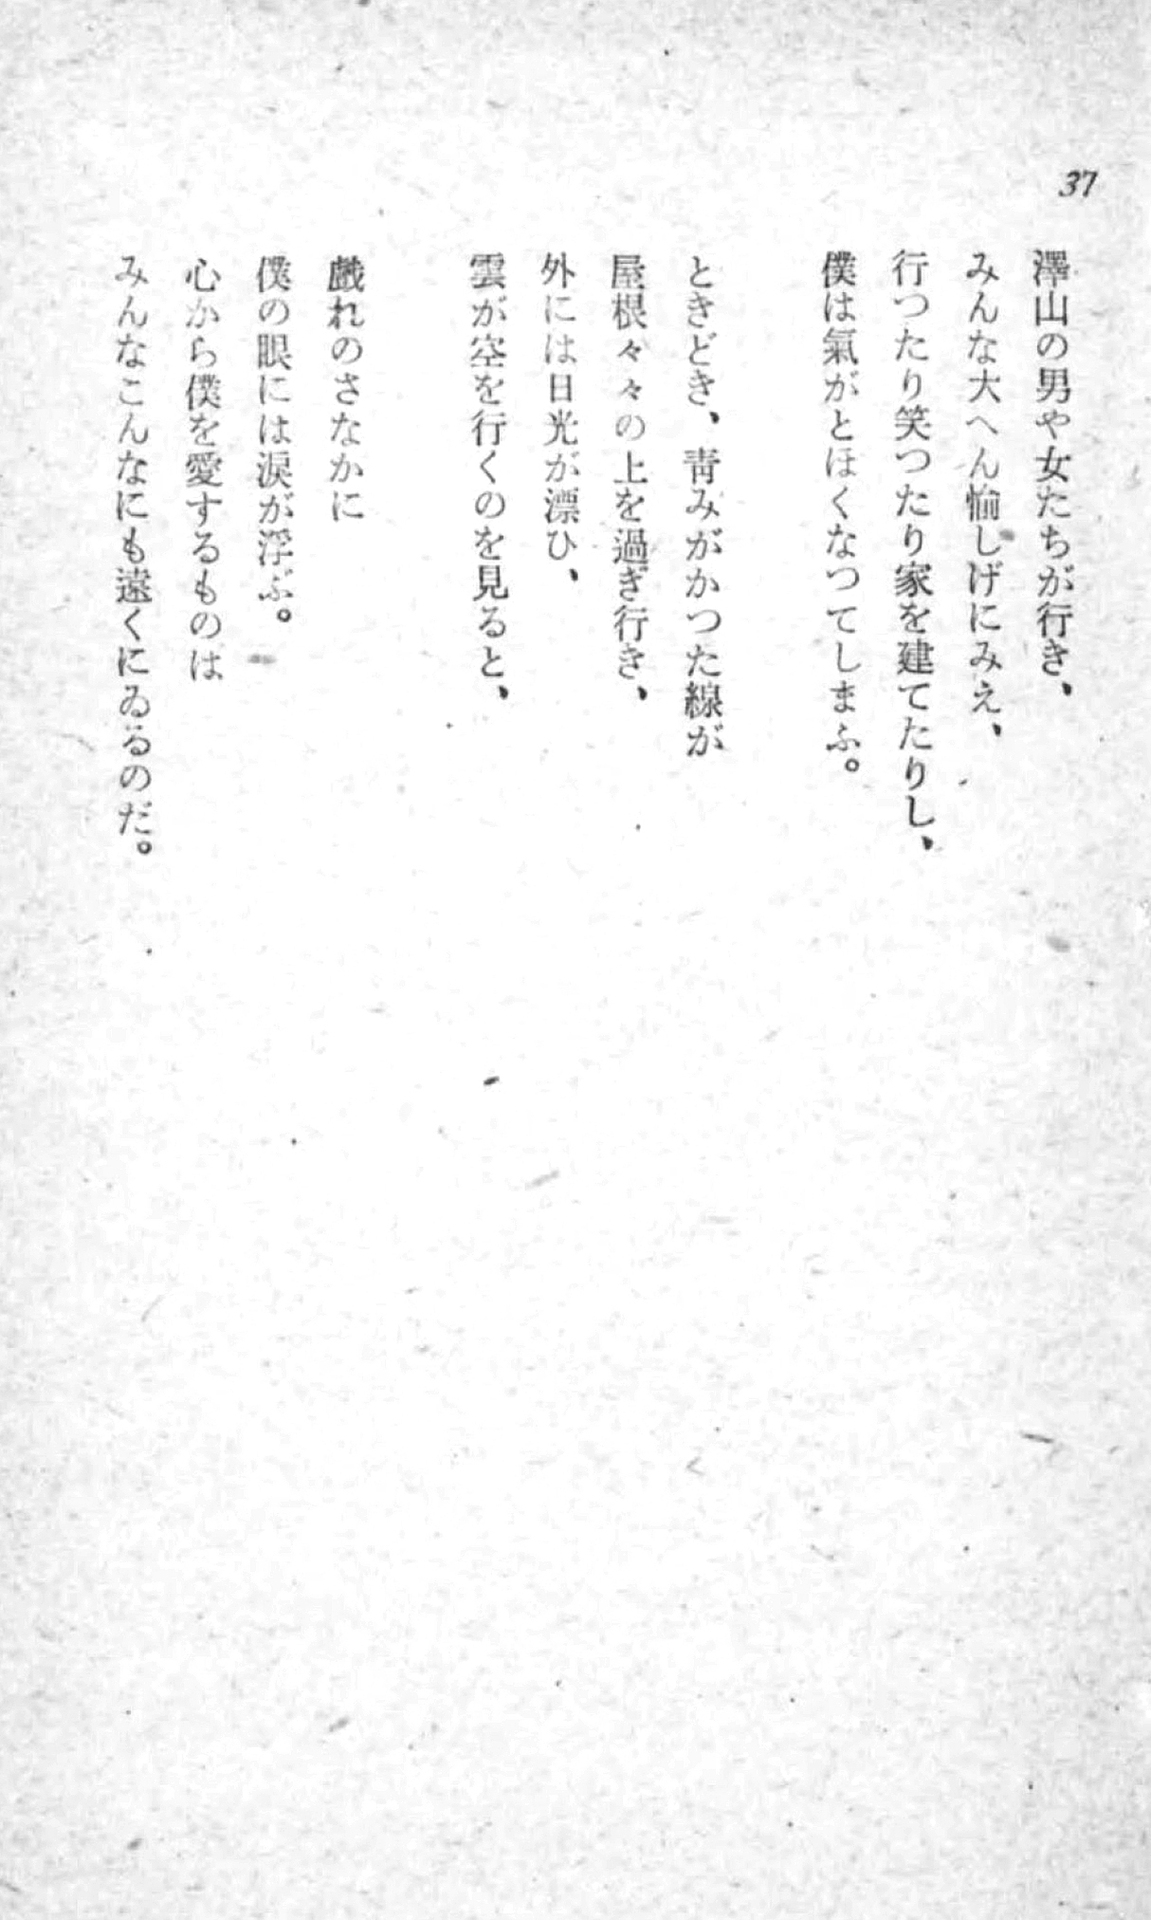 37
澤山の男や女たちが行き、
みんな大へん愉しげにみえ、
行つたり笑つたり家を建てたりし、
僕は氣がとほくなつてしまふ。
ときどき、靑みがかつた線が
屋根々々の上を過ぎ行き、
外には日光が漂ひ、
雲が空を行くのを見ると、
戯れのさなかに
僕の眼には涙が浮ぶ。
心から僕を愛するものは
みんなこんなにも遠くにゐるのだ。